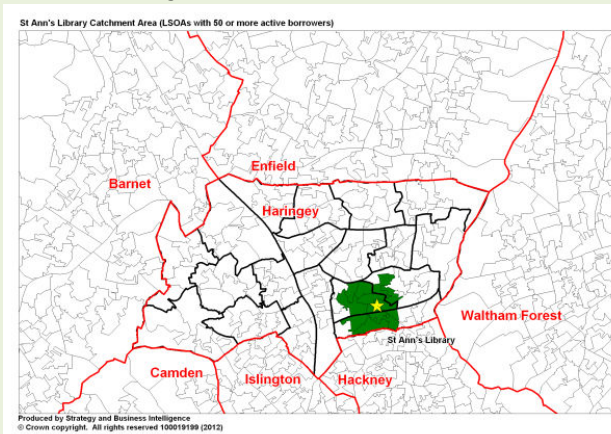 St Ann's Library Catchment Area (LSOAs with 50 or more active borrowers)
Enfield
Barnet
Haringey
Waltham Forest
St Ann's Library
Camden
Islington
Hackney
Produced by Strategy and Business Intelligence
© Crown copyright. All rights reserved 100019199 (2012)